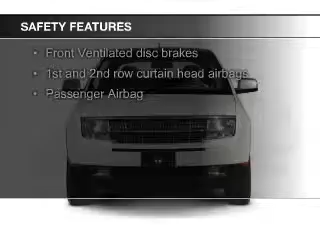 SAFETY FEATURES
• Front Ventilated disc brakes
• 1st and 2nd row curtain head airbags
• Passenger Airbag